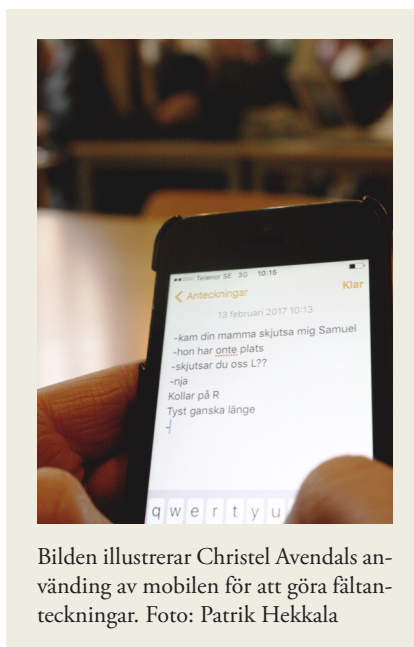 Telenor SE 3G 10:15
Anteckningar Klar
13 februari 2017 10:13
-kam din mamma skjutsa mig Samuel
-hon har onte plats
-skjutsar du oss L??
-nja
Kollar på R
Tyst ganska länge
-
q w e r t y u
Bilden illustrerar Christel Avendals an-
vänding av mobilen för att göra fältan-
teckningar. Foto: Patrik Hekkala